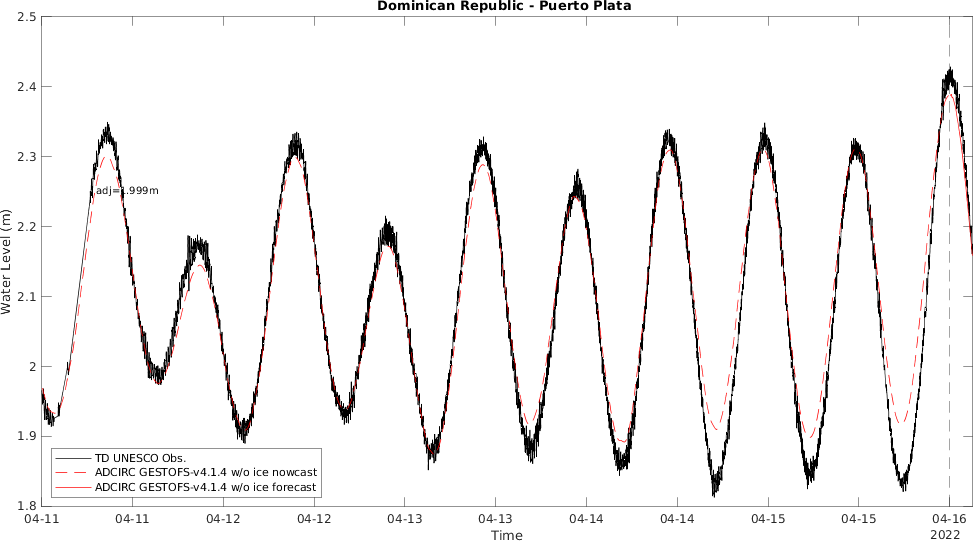 Dominican Republic - Puerto Plata
2.5
2.4
2.3
2.2
2.1
2
1.9
1.8
Water Level (m)
adj=1.999m
TD UNESCO Obs.
ADCIRC GESTOFS-v4.1.4 w/o ice nowcast
ADCIRC GESTOFS-v4.1.4 w/o ice forecast
04-11 04-11 04-12 04-12 04-13 04-13 04-14 04-14 04-15 04-15 04-16
Time
2022